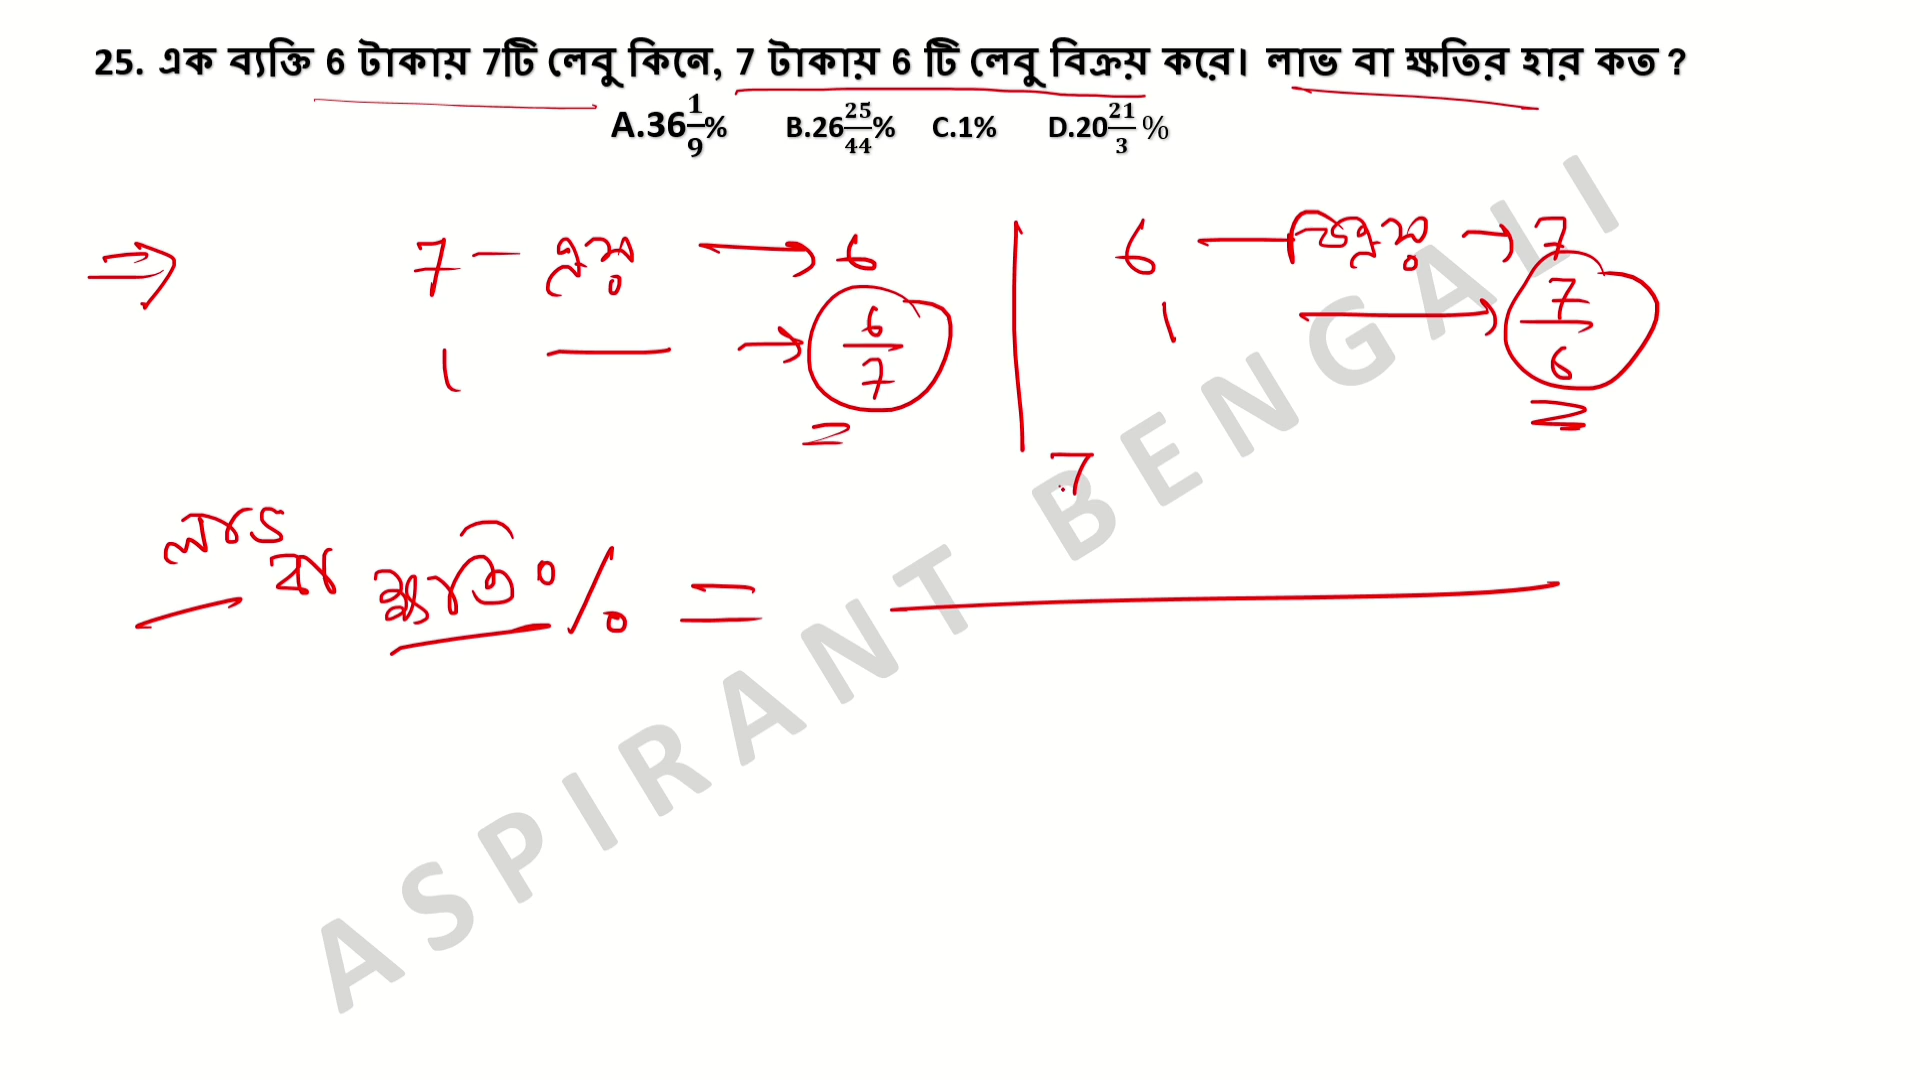 25. এক ব্যক্তি 6 টাকায় 7টি লেবু কিনে, 7 টাকায় 6 টি লেবু বিক্রয় করে। লাভ বা ক্ষতির হার কত ?
A.36 1/9% B.26 25/44% C.1% D.20 21/3 %
⇒ 7 — ক্রয় → 6 | 6 — বিক্রয় → 7
1 — → 6/7 | 1 → 7/6
7
লাভ বা ক্ষতি % =
ASPIRANT BENGALI